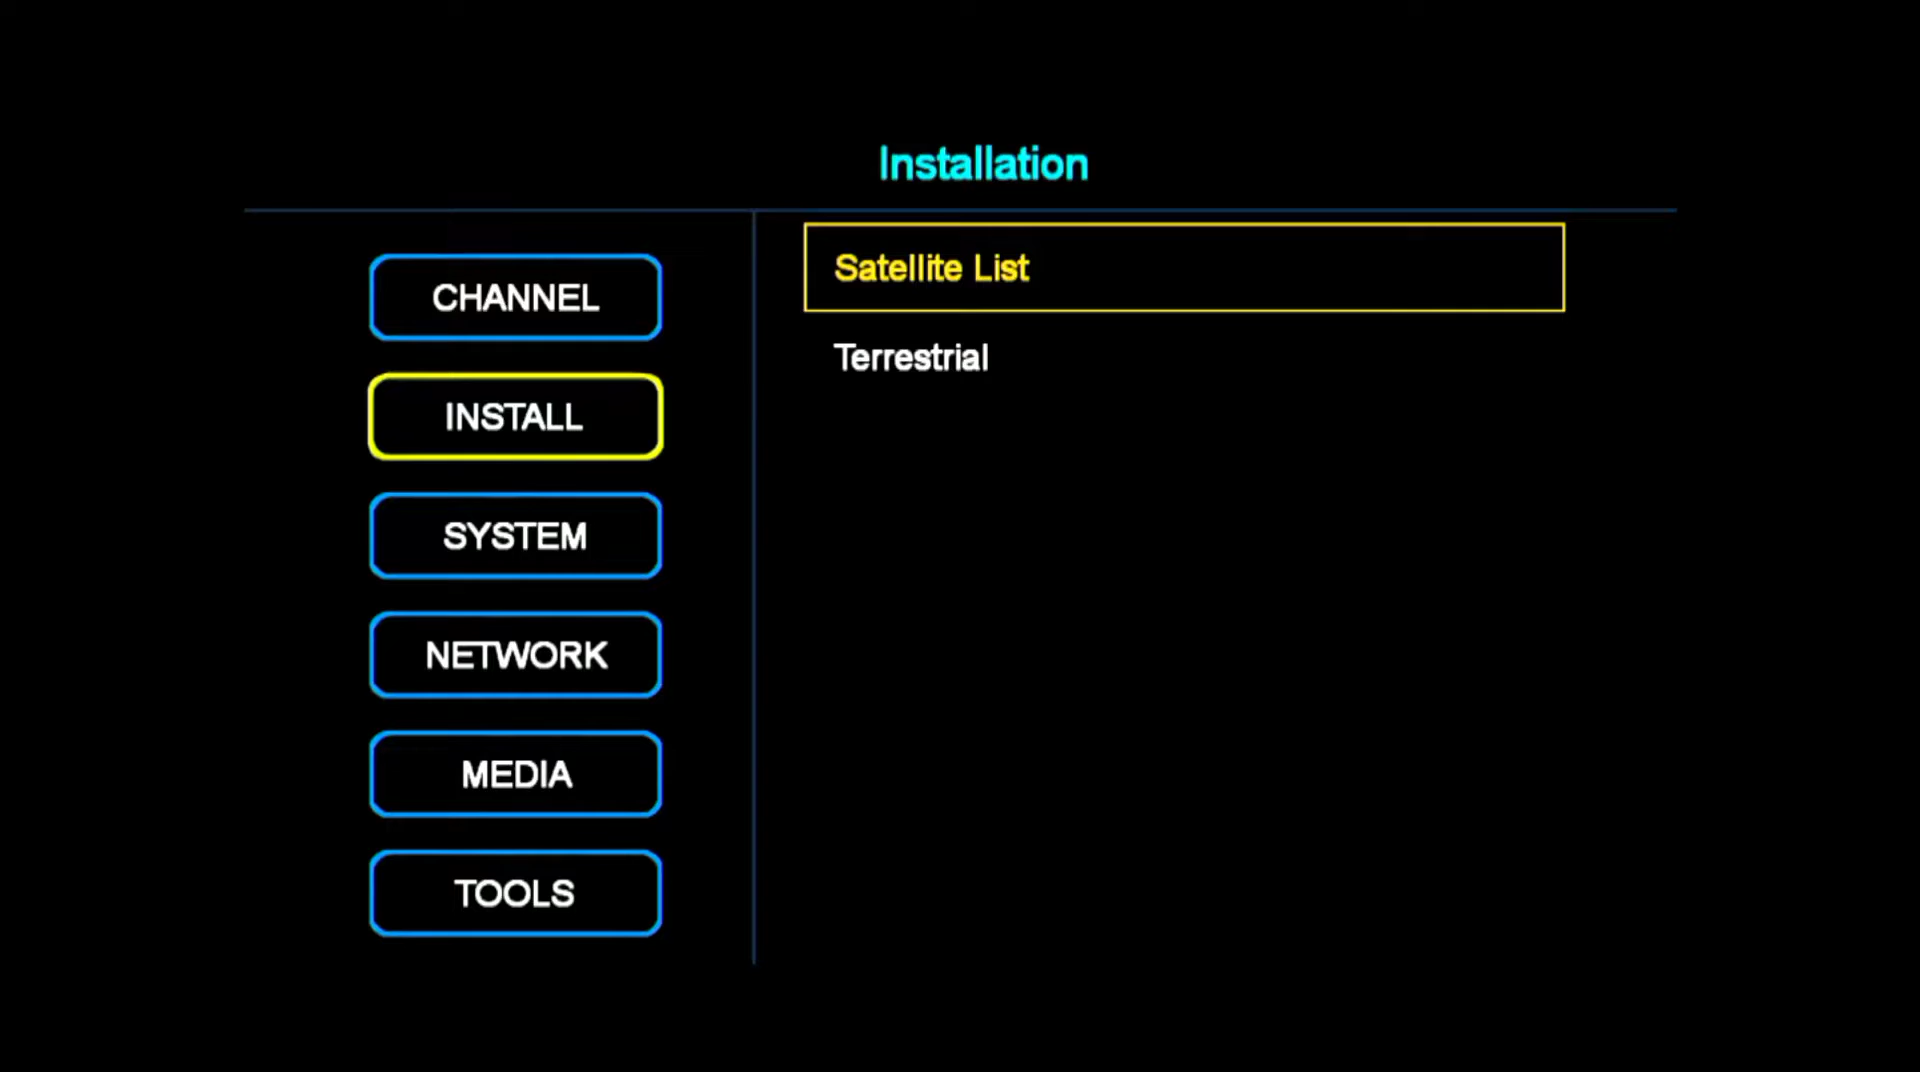 Installation
CHANNEL
INSTALL
SYSTEM
NETWORK
MEDIA
TOOLS
Satellite List
Terrestrial